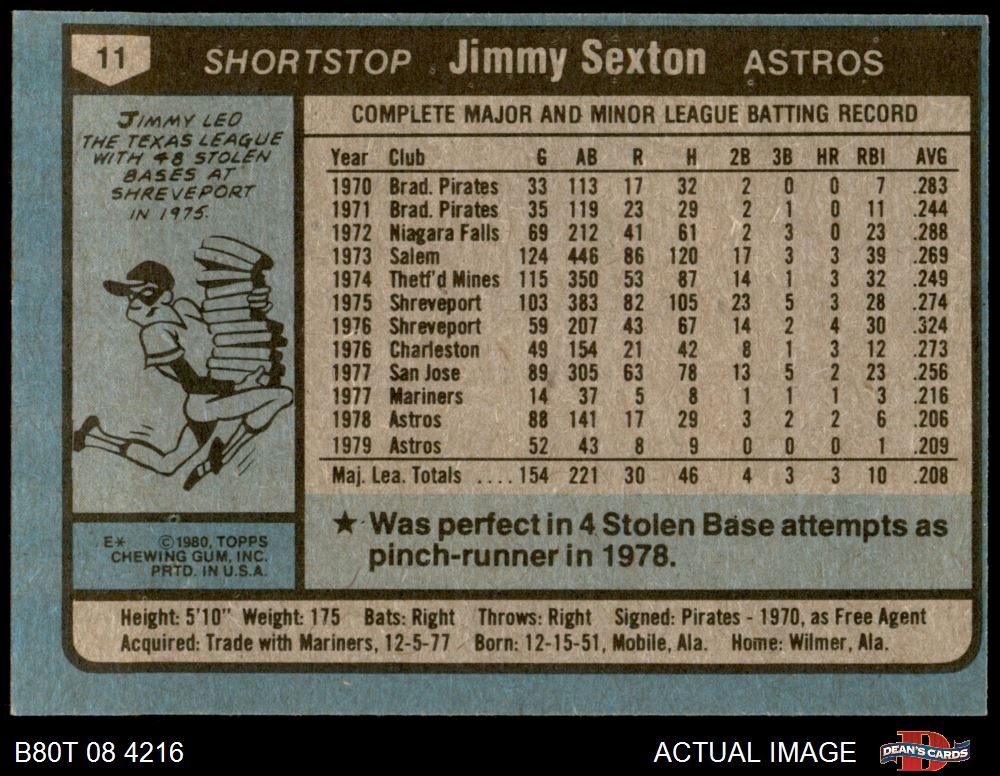 11 SHORTSTOP Jimmy Sexton ASTROS
JIMMY LED
THE TEXAS LEAGUE
WITH 48 STOLEN
BASES AT
SHREVEPORT
IN 1975.
COMPLETE MAJOR AND MINOR LEAGUE BATTING RECORD
Year Club G AB R H 2B 3B HR RBI AVG
1970 Brad. Pirates 33 113 17 32 2 0 0 7 .283
1971 Brad. Pirates 35 119 23 29 2 1 0 11 .244
1972 Niagara Falls 69 212 41 61 2 3 0 23 .288
1973 Salem 124 446 86 120 17 3 3 39 .269
1974 Thetf'd Mines 115 350 53 87 14 1 3 32 .249
1975 Shreveport 103 383 82 105 23 5 3 28 .274
1976 Shreveport 59 207 43 67 14 2 4 30 .324
1976 Charleston 49 154 21 42 8 1 3 12 .273
1977 San Jose 89 305 63 78 13 5 2 23 .256
1977 Mariners 14 37 5 8 1 1 1 3 .216
1978 Astros 88 141 17 29 3 2 2 6 .206
1979 Astros 52 43 8 9 0 0 0 1 .209
Maj. Lea. Totals .... 154 221 30 46 4 3 3 10 .208
★ Was perfect in 4 Stolen Base attempts as
pinch-runner in 1978.
E* ©1980, TOPPS
CHEWING GUM, INC.
PRTD. IN U.S.A.
Height: 5'10" Weight: 175 Bats: Right Throws: Right Signed: Pirates - 1970, as Free Agent
Acquired: Trade with Mariners, 12-5-77 Born: 12-15-51, Mobile, Ala. Home: Wilmer, Ala.
B80T 08 4216 ACTUAL IMAGE DEAN'S CARDS